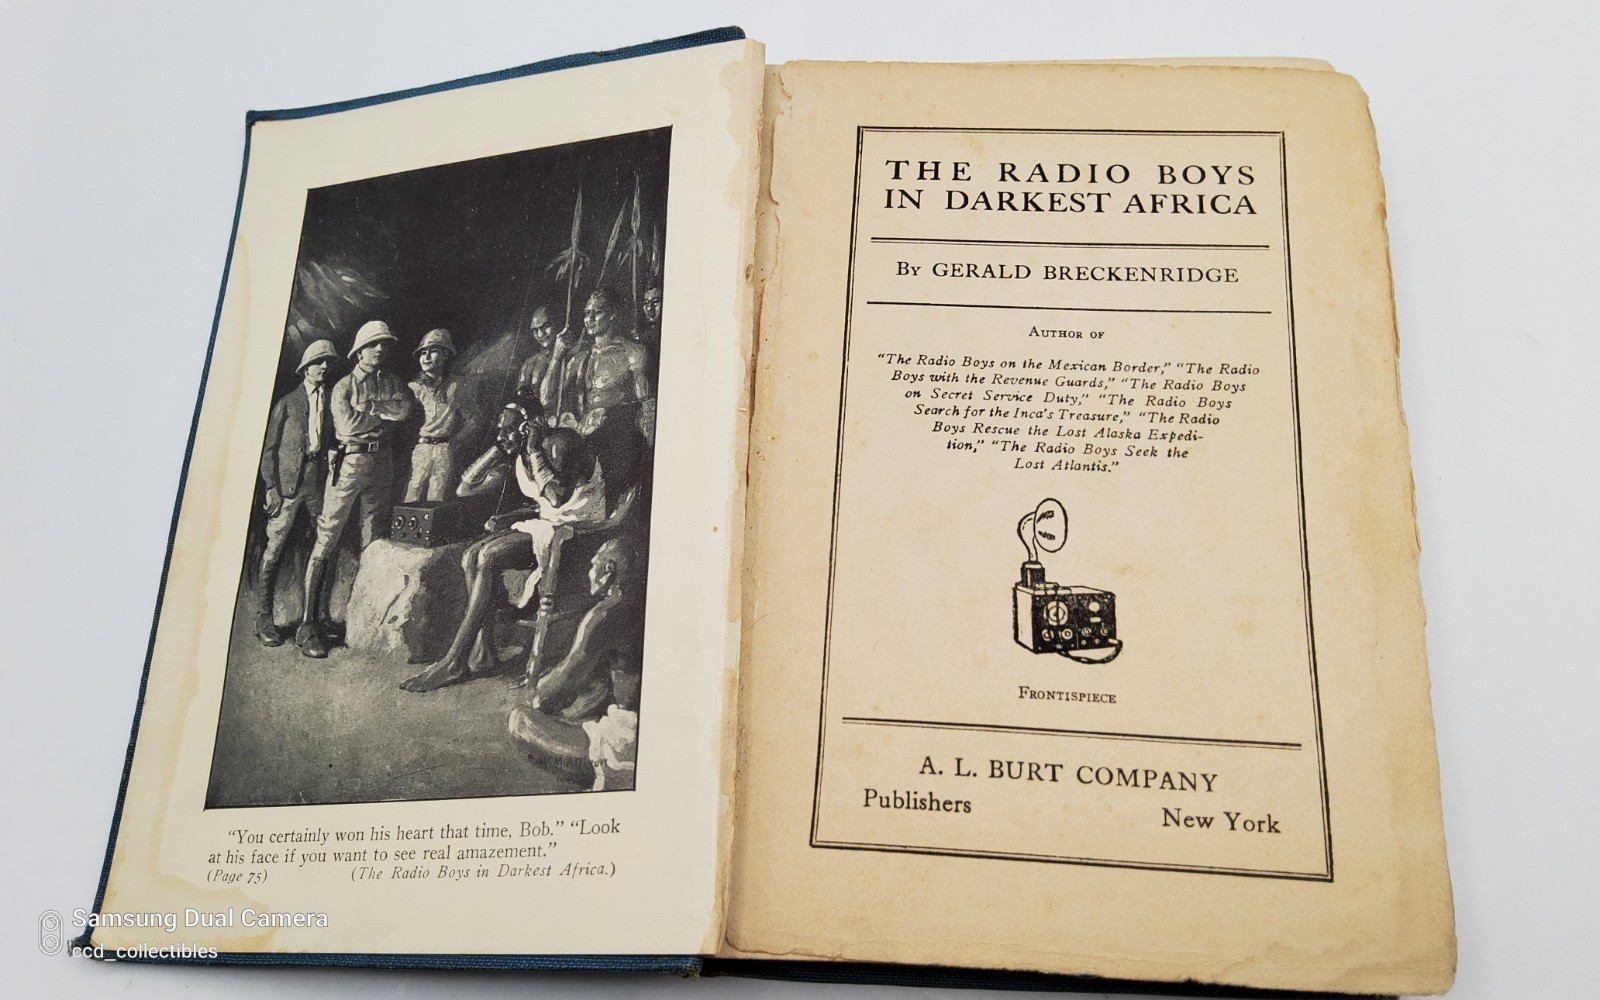 "You certainly won his heart that time, Bob." "Look
at his face if you want to see real amazement."
(Page 75) (The Radio Boys in Darkest Africa.)
THE RADIO BOYS
IN DARKEST AFRICA
By GERALD BRECKENRIDGE
Author of
"The Radio Boys on the Mexican Border," "The Radio
Boys with the Revenue Guards," "The Radio Boys
on Secret Service Duty," "The Radio Boys
Search for the Inca's Treasure," "The Radio
Boys Rescue the Lost Alaska Expedi-
tion," "The Radio Boys Seek the
Lost Atlantis."
Frontispiece
A. L. BURT COMPANY
Publishers New York
Samsung Dual Camera
ccd_collectibles